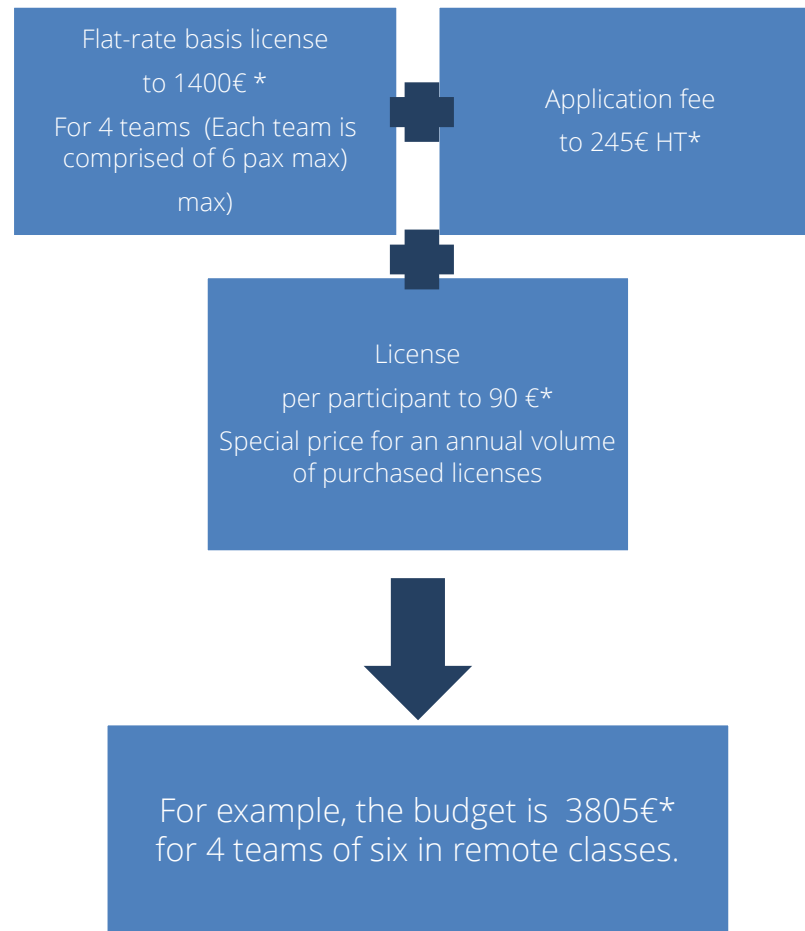 Flat-rate basis license
to 1400€ *
For 4 teams (Each team is
comprised of 6 pax max)
max)
Application fee
to 245€ HT*
License
per participant to 90 €*
Special price for an annual volume
of purchased licenses
For example, the budget is 3805€*
for 4 teams of six in remote classes.